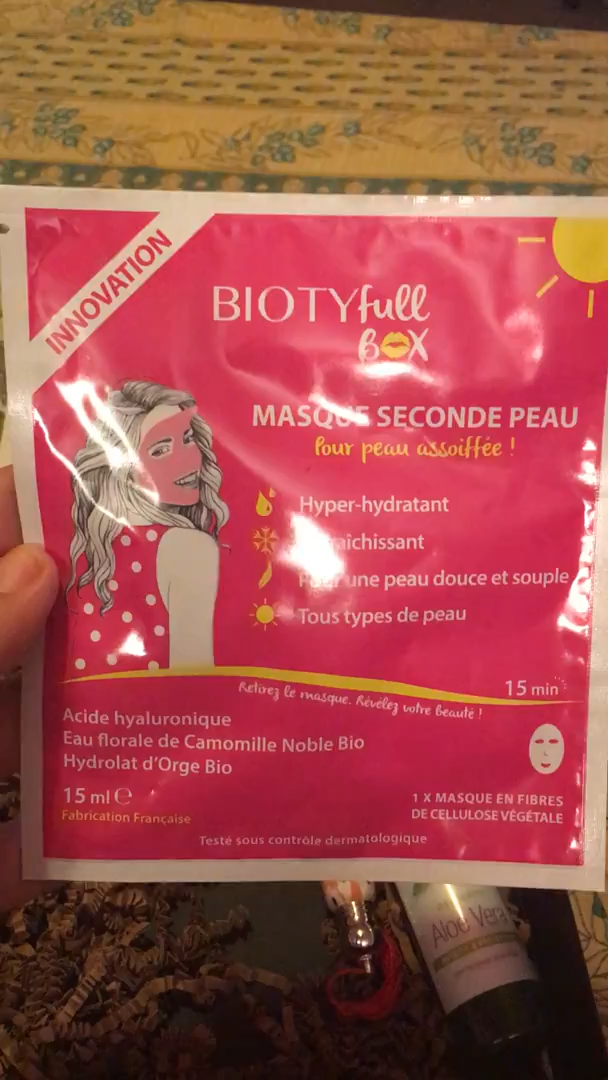 INNOVATION
BIOTYfull
BOX
MASQUE SECONDE PEAU
Pour peau assoiffée !
Hyper-hydratant
Pour une peau douce et souple
Tous types de peau
15 min
Retirez le masque. Révélez votre beauté !
Acide hyaluronique
Eau florale de Camomille Noble Bio
Hydrolat d'Orge Bio
15 ml ℮
Fabrication Française
1 X MASQUE EN FIBRES
DE CELLULOSE VÉGÉTALE
Testé sous contrôle dermatologique
Aloe Vera